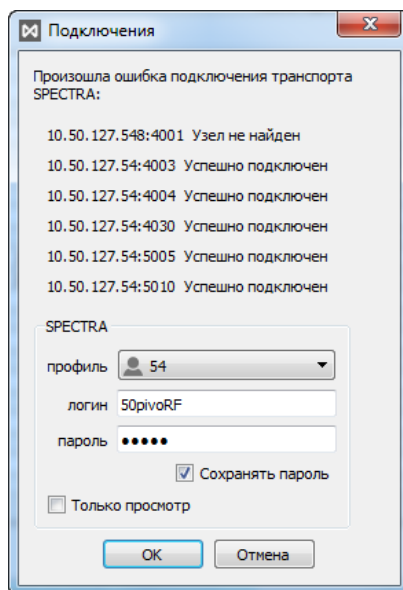 Подключения
Произошла ошибка подключения транспорта
SPECTRA:
10.50.127.548:4001 Узел не найден
10.50.127.54:4003 Успешно подключен
10.50.127.54:4004 Успешно подключен
10.50.127.54:4030 Успешно подключен
10.50.127.54:5005 Успешно подключен
10.50.127.54:5010 Успешно подключен
SPECTRA
профиль 54
логин 50pivoRF
пароль •••••
Сохранять пароль
Только просмотр
OK Отмена